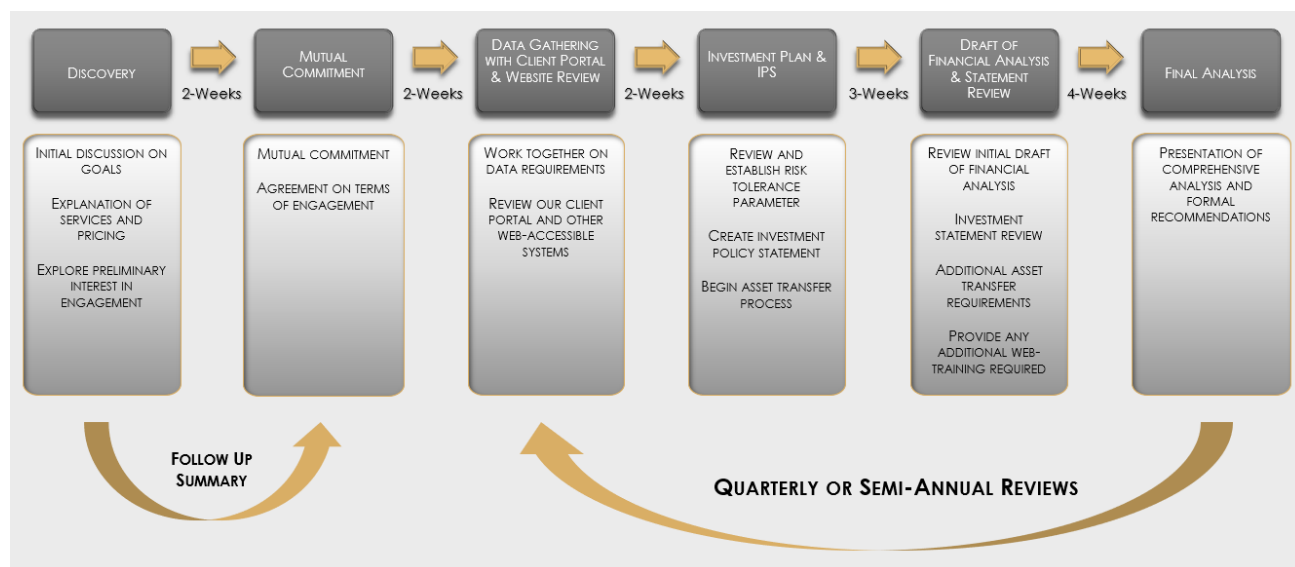 DISCOVERY
2-Weeks
MUTUAL
COMMITMENT
2-Weeks
DATA GATHERING
WITH CLIENT PORTAL
& WEBSITE REVIEW
2-Weeks
INVESTMENT PLAN &
IPS
3-Weeks
DRAFT OF
FINANCIAL ANALYSIS
& STATEMENT
REVIEW
4-Weeks
FINAL ANALYSIS
INITIAL DISCUSSION ON
GOALS
EXPLANATION OF
SERVICES AND
PRICING
EXPLORE PRELIMINARY
INTEREST IN
ENGAGEMENT
MUTUAL COMMITMENT
AGREEMENT ON TERMS
OF ENGAGEMENT
WORK TOGETHER ON
DATA REQUIREMENTS
REVIEW OUR CLIENT
PORTAL AND OTHER
WEB-ACCESSIBLE
SYSTEMS
REVIEW AND
ESTABLISH RISK
TOLERANCE
PARAMETER
CREATE INVESTMENT
POLICY STATEMENT
BEGIN ASSET TRANSFER
PROCESS
REVIEW INITIAL DRAFT
OF FINANCIAL
ANALYSIS
INVESTMENT
STATEMENT REVIEW
ADDITIONAL ASSET
TRANSFER
REQUIREMENTS
PROVIDE ANY
ADDITIONAL WEB-
TRAINING REQUIRED
PRESENTATION OF
COMPREHENSIVE
ANALYSIS AND
FORMAL
RECOMMENDATIONS
FOLLOW UP
SUMMARY
QUARTERLY OR SEMI-ANNUAL REVIEWS